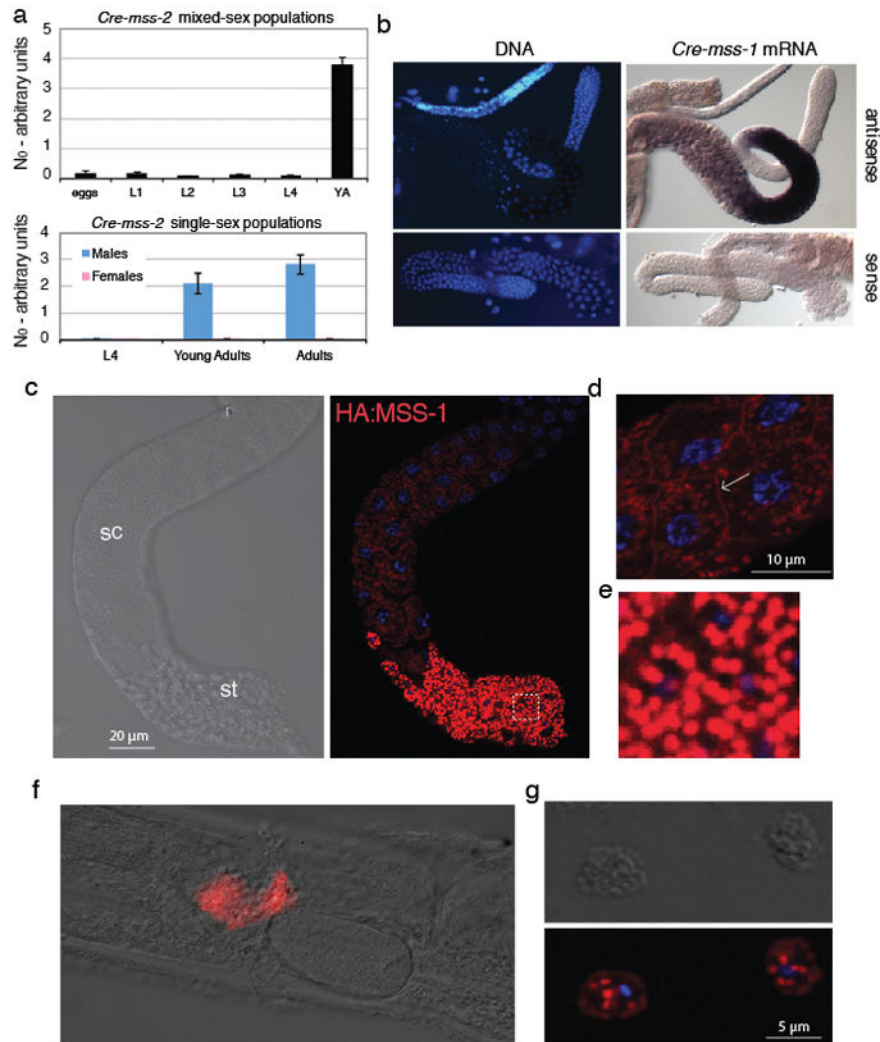 a
Cre-mss-2 mixed-sex populations
N₀ - arbitrary units
5
4
3
2
1
0
eggs L1 L2 L3 L4 YA
Cre-mss-2 single-sex populations
N₀ - arbitrary units
4
3
2
1
0
Males
Females
L4 Young Adults Adults
b
DNA Cre-mss-1 mRNA
antisense
sense
c
sc
st
20 µm
HA:MSS-1
d
10 µm
e
f
g
5 µm